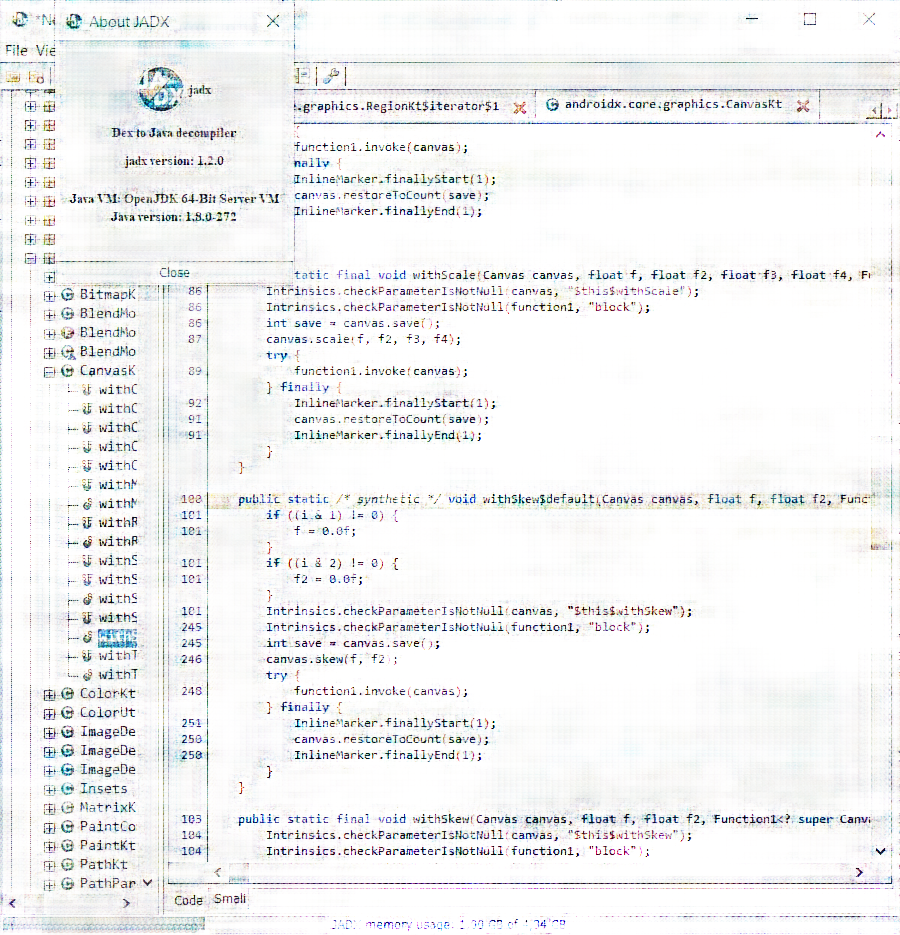 About JADX
File Vie
jadx
Dex to Java decompiler
jadx version: 1.2.0
Java VM: OpenJDK 64-Bit Server VM
Java version: 1.8.0-272
Close
e.graphics.RegionKt$iterator$1
androidx.core.graphics.CanvasKt
BitmapK
BlendMo
BlendMo
BlendMo
CanvasK
withC
withC
withC
withC
withC
withM
withM
withR
withR
withS
withS
withS
withS
withT
withT
ColorKt
ColorUt
ImageDe
ImageDe
ImageDe
Insets
MatrixK
PaintCo
PaintKt
PathKt
PathPar
function1.invoke(canvas);
nally {
InlineMarker.finallyStart(1);
canvas.restoreToCount(save);
InlineMarker.finallyEnd(1);
tatic final void withScale(Canvas canvas, float f, float f2, float f3, float f4, F
86 Intrinsics.checkParameterIsNotNull(canvas, "$this$withScale");
86 Intrinsics.checkParameterIsNotNull(function1, "block");
86 int save = canvas.save();
87 canvas.scale(f, f2, f3, f4);
try {
89 function1.invoke(canvas);
} finally {
92 InlineMarker.finallyStart(1);
91 canvas.restoreToCount(save);
91 InlineMarker.finallyEnd(1);
}
}
100 public static /* synthetic */ void withSkew$default(Canvas canvas, float f, float f2, Func
101 if ((i & 1) != 0) {
101 f = 0.0f;
}
101 if ((i & 2) != 0) {
101 f2 = 0.0f;
}
101 Intrinsics.checkParameterIsNotNull(canvas, "$this$withSkew");
245 Intrinsics.checkParameterIsNotNull(function1, "block");
245 int save = canvas.save();
246 canvas.skew(f, f2);
try {
248 function1.invoke(canvas);
} finally {
251 InlineMarker.finallyStart(1);
250 canvas.restoreToCount(save);
250 InlineMarker.finallyEnd(1);
}
}
103 public static final void withSkew(Canvas canvas, float f, float f2, Function1<? super Canv
104 Intrinsics.checkParameterIsNotNull(canvas, "$this$withSkew");
104 Intrinsics.checkParameterIsNotNull(function1, "block");
Code Smali
JADX memory usage: GB of GB